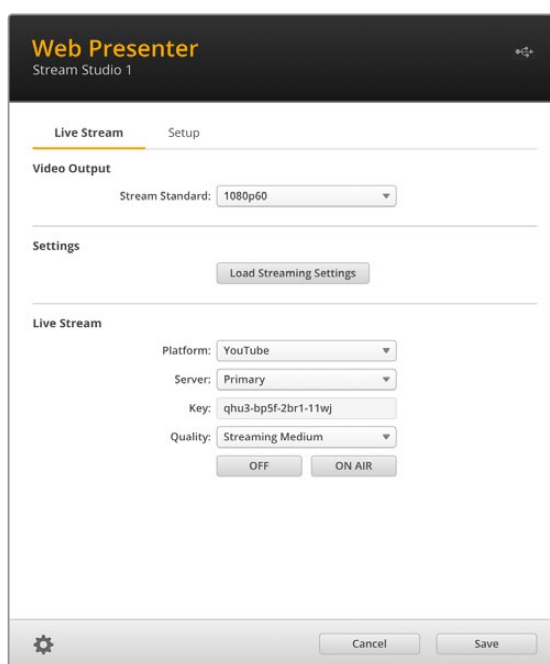 Web Presenter
Stream Studio 1
Live Stream Setup
Video Output
Stream Standard: 1080p60
Settings
Load Streaming Settings
Live Stream
Platform: YouTube
Server: Primary
Key: qhu3-bp5f-2br1-11wj
Quality: Streaming Medium
OFF ON AIR
Cancel Save